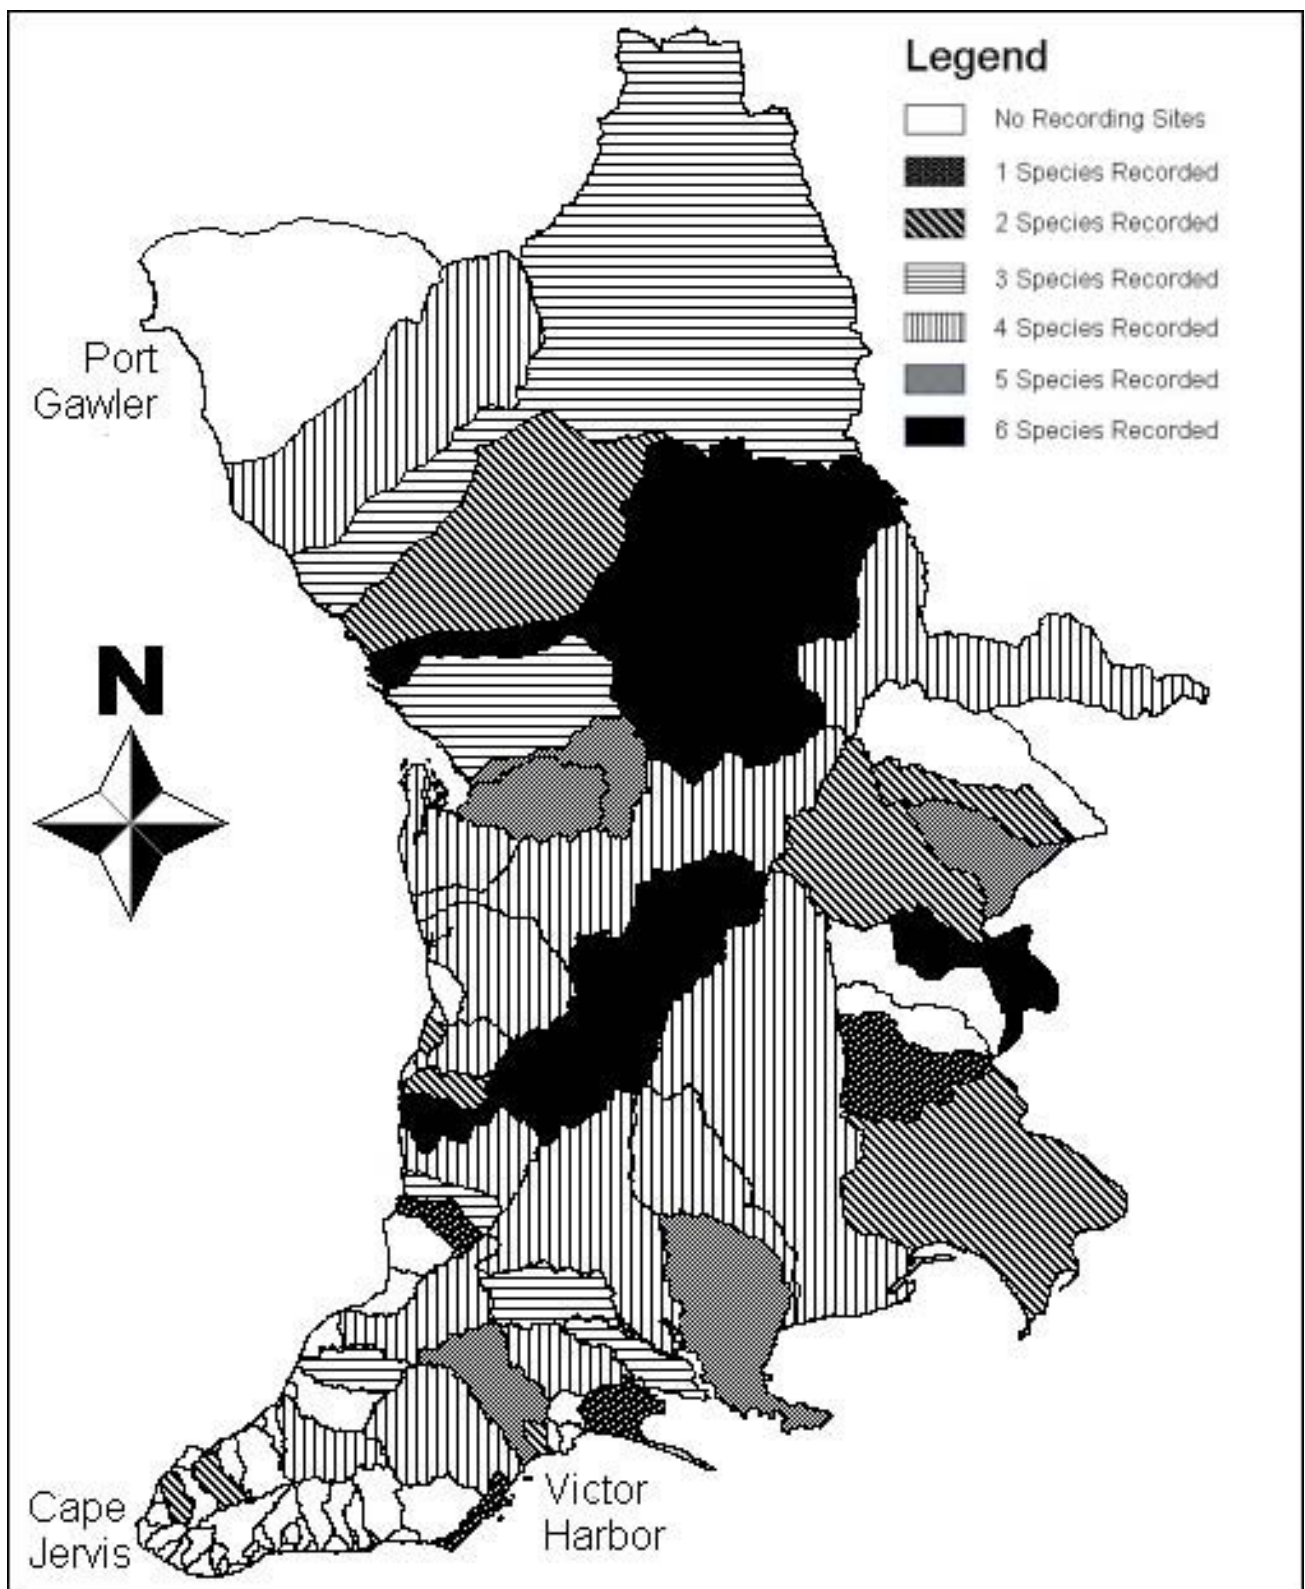 Legend
No Recording Sites
1 Species Recorded
2 Species Recorded
3 Species Recorded
4 Species Recorded
5 Species Recorded
6 Species Recorded
Port
Gawler
N
Cape
Jervis
Victor
Harbor